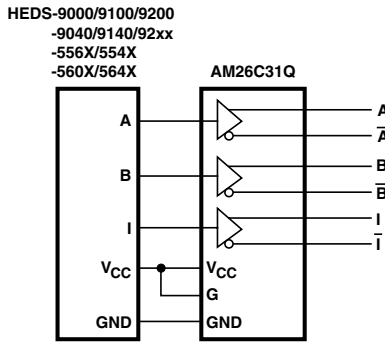 HEDS-9000/9100/9200
-9040/9140/92xx
-556X/554X
-560X/564X
AM26C31Q
A
A
A̅
B
B
B̅
I
I
I̅
VCC
VCC
G
GND
GND